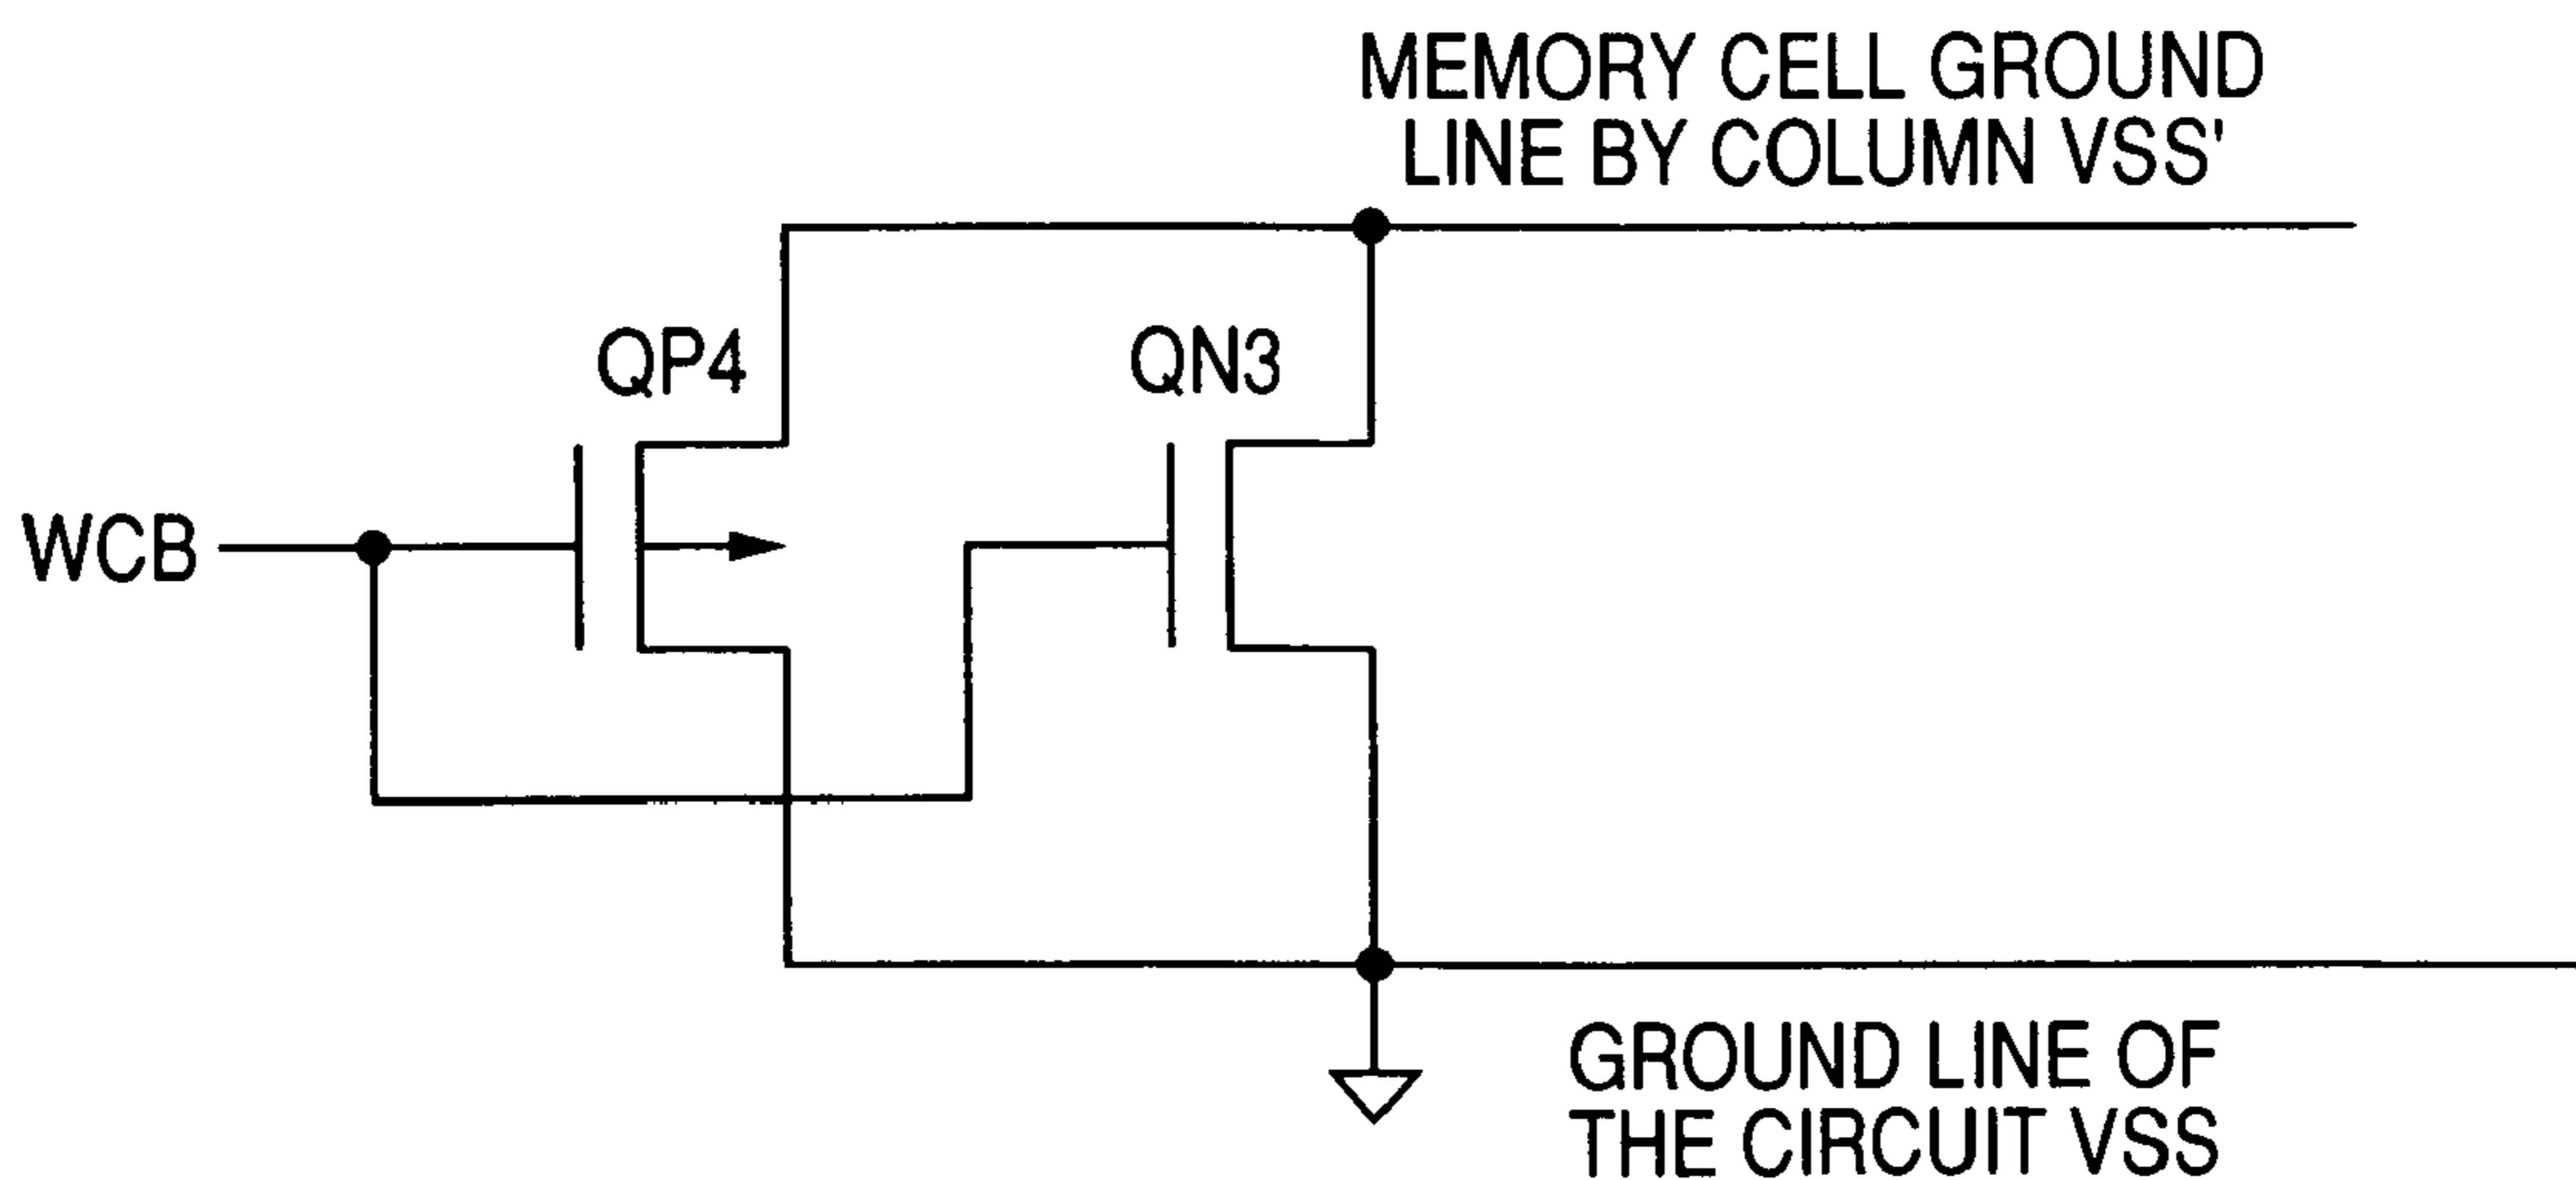 MEMORY CELL GROUND
LINE BY COLUMN VSS'
QP4
QN3
WCB
GROUND LINE OF
THE CIRCUIT VSS